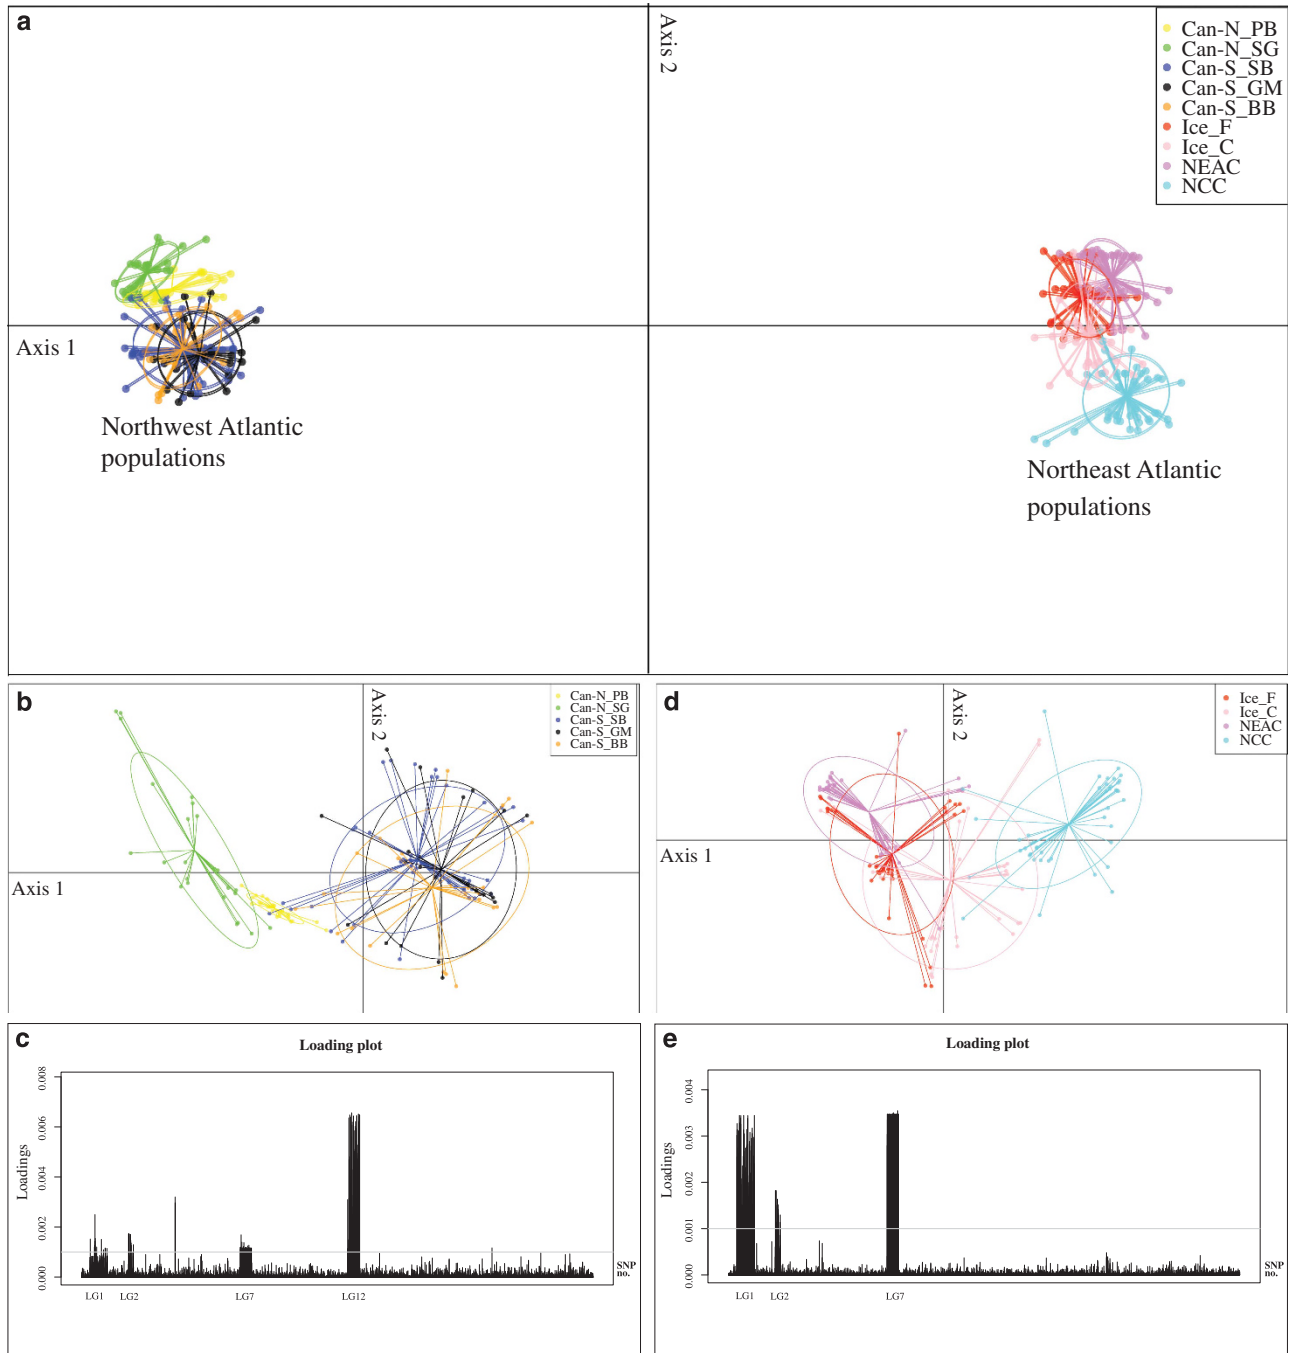 a
Axis 2
Can-N_PB
Can-N_SG
Can-S_SB
Can-S_GM
Can-S_BB
Ice_F
Ice_C
NEAC
NCC
Axis 1
Northwest Atlantic
populations
Northeast Atlantic
populations
b
Axis 2
Can-N_PB
Can-N_SG
Can-S_SB
Can-S_GM
Can-S_BB
Axis 1
d
Axis 2
Ice_F
Ice_C
NEAC
NCC
Axis 1
c
Loading plot
Loadings
0.008
0.006
0.004
0.002
0.000
LG1
LG2
LG7
LG12
SNP
no.
e
Loading plot
Loadings
0.004
0.003
0.002
0.001
0.000
LG1
LG2
LG7
SNP
no.